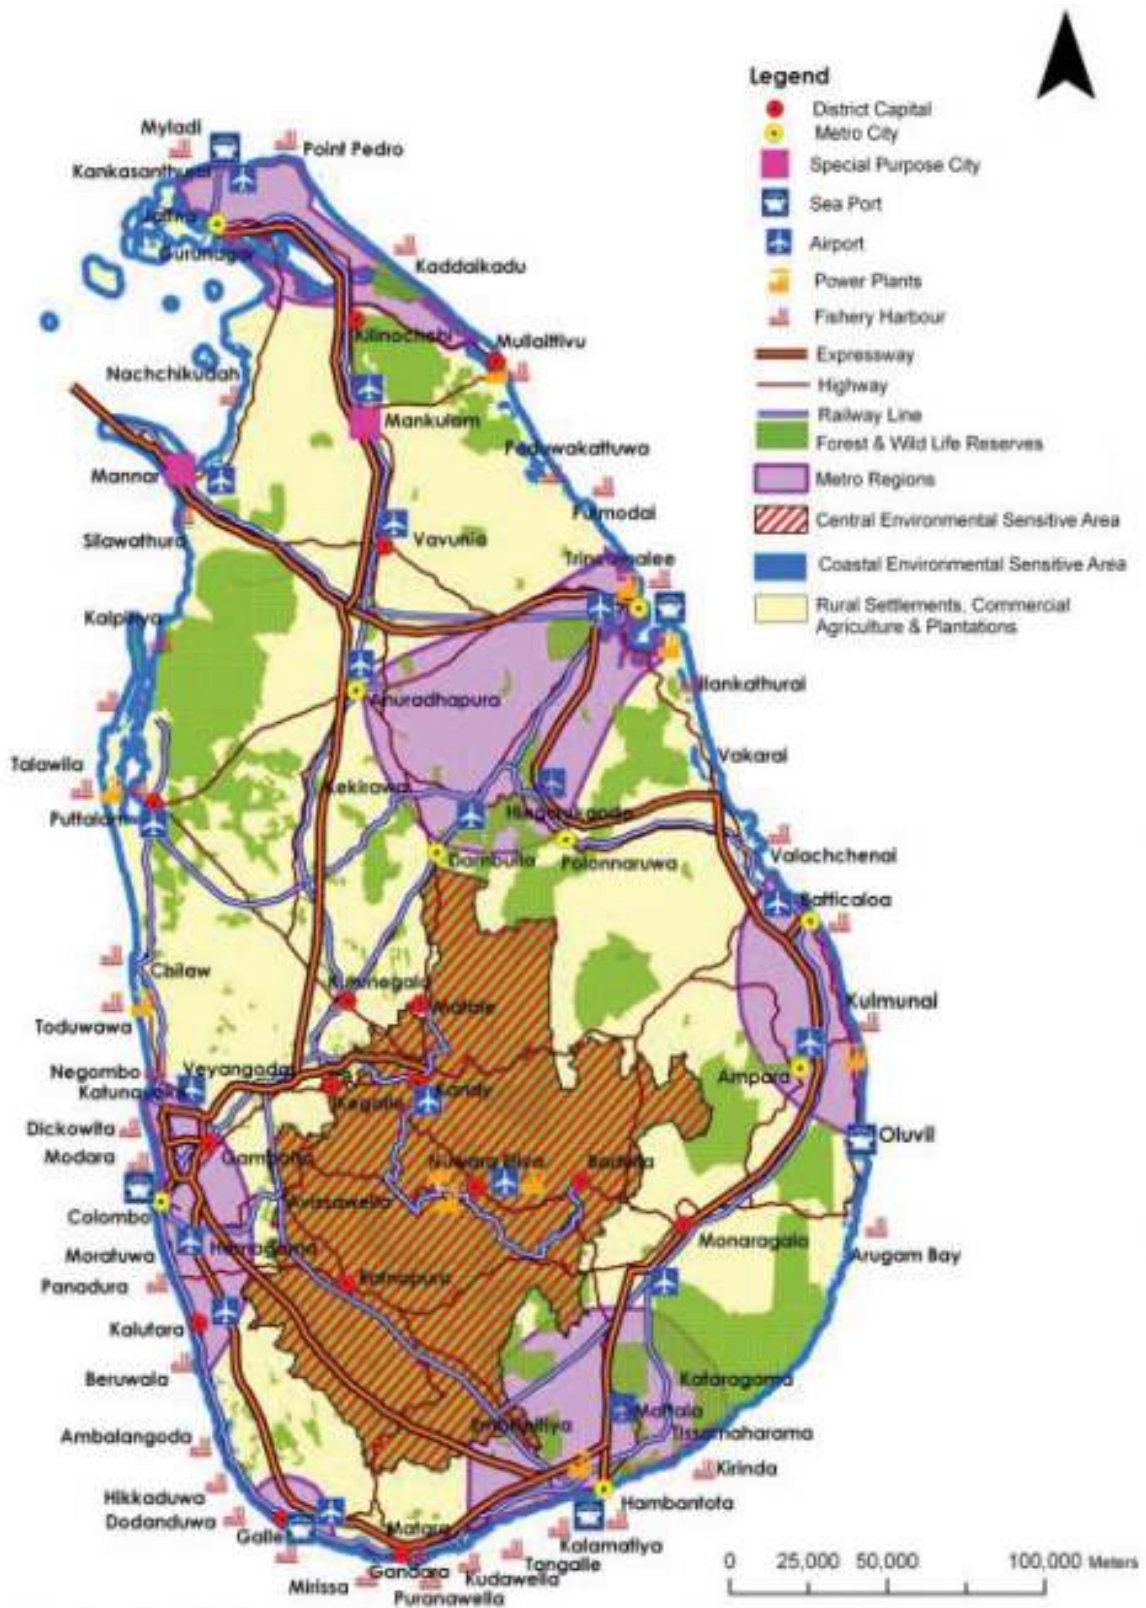 Legend
District Capital
Metro City
Special Purpose City
Sea Port
Airport
Power Plants
Fishery Harbour
Expressway
Highway
Railway Line
Forest & Wild Life Reserves
Metro Regions
Central Environmental Sensitive Area
Coastal Environmental Sensitive Area
Rural Settlements, Commercial
Agriculture & Plantations
Myladi
Point Pedro
Kankasanthurai
Jaffna
Gurunagar
Kaddaikadu
Kilinochchi
Mullaittivu
Nachchikudah
Mankulam
Paduwakattuwa
Mannar
Pulmodai
Silawathura
Vavunia
Trincomalee
Kalpitiya
Ilankathurai
Anuradhapura
Vakarai
Talawila
Kekirawa
Puttalam
Hingurakgoda
Dambulla
Polonnaruwa
Valachchenai
Batticaloa
Chilaw
Kurunegala
Matale
Kulmunai
Toduwawa
Negombo
Veyangoda
Katunayake
Kegalle
Kandy
Ampara
Dickowita
Oluvil
Modara
Gampaha
Nuwara Eliya
Badulla
Avissawella
Colombo
Monaragala
Moratuwa
Homagama
Arugam Bay
Panadura
Ratnapura
Kalutara
Beruwala
Kataragama
Mattala
Embilipitiya
Ambalangoda
Tissamaharama
Kirinda
Hikkaduwa
Hambantota
Dodanduwa
Galle
Matara
Kalamatiya
Tangalle
Gandara
Kudawella
Mirissa
Puranawella
0 25,000 50,000 100,000 Meters